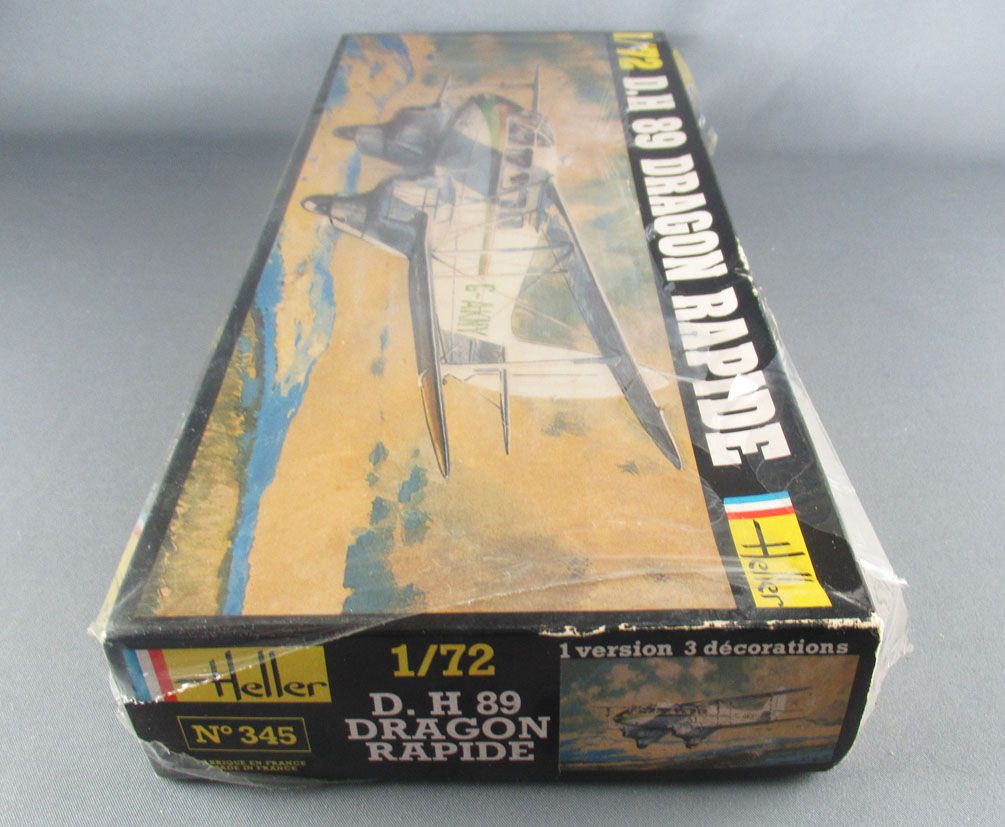 1/72 D.H 89 DRAGON RAPIDE
Heller
Heller
N° 345
FABRIQUE EN FRANCE
MADE IN FRANCE
1/72
D. H 89
DRAGON
RAPIDE
1 version 3 décorations